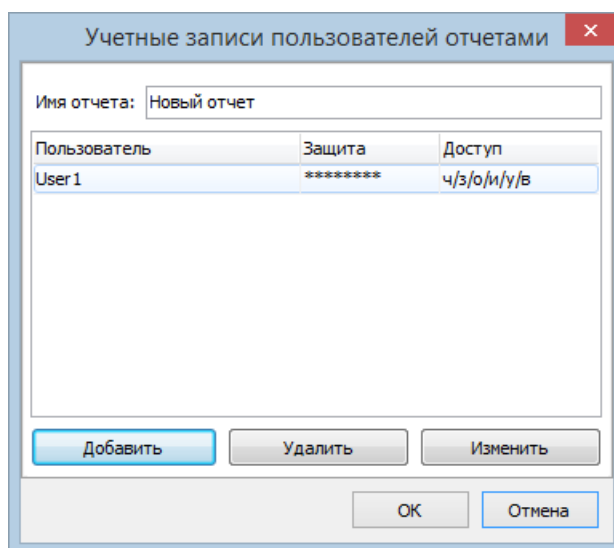 Учетные записи пользователей отчетами
Имя отчета: Новый отчет
Пользователь Защита Доступ
User1 ******** ч/з/о/и/у/в
Добавить Удалить Изменить
OK Отмена